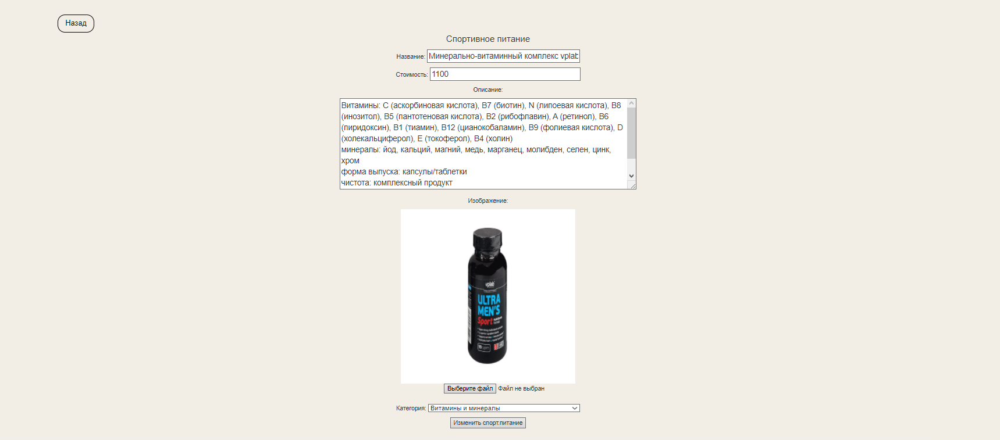 Назад
Спортивное питание
Название: Минерально-витаминный комплекс vplab
Стоимость: 1100
Описание:
Витамины: C (аскорбиновая кислота), B7 (биотин), N (липоевая кислота), B8
(инозитол), B5 (пантотеновая кислота), B2 (рибофлавин), A (ретинол), B6
(пиридоксин), B1 (тиамин), B12 (цианокобаламин), B9 (фолиевая кислота), D
(холекальциферол), E (токоферол), B4 (холин)
минералы: йод, кальций, магний, медь, марганец, молибден, селен, цинк,
хром
форма выпуска: капсулы/таблетки
чистота: комплексный продукт
Изображение:
vplab
ULTRA
MEN'S
Sport
90
Выберите файл Файл не выбран
Категория: Витамины и минералы
Изменить спорт.питание